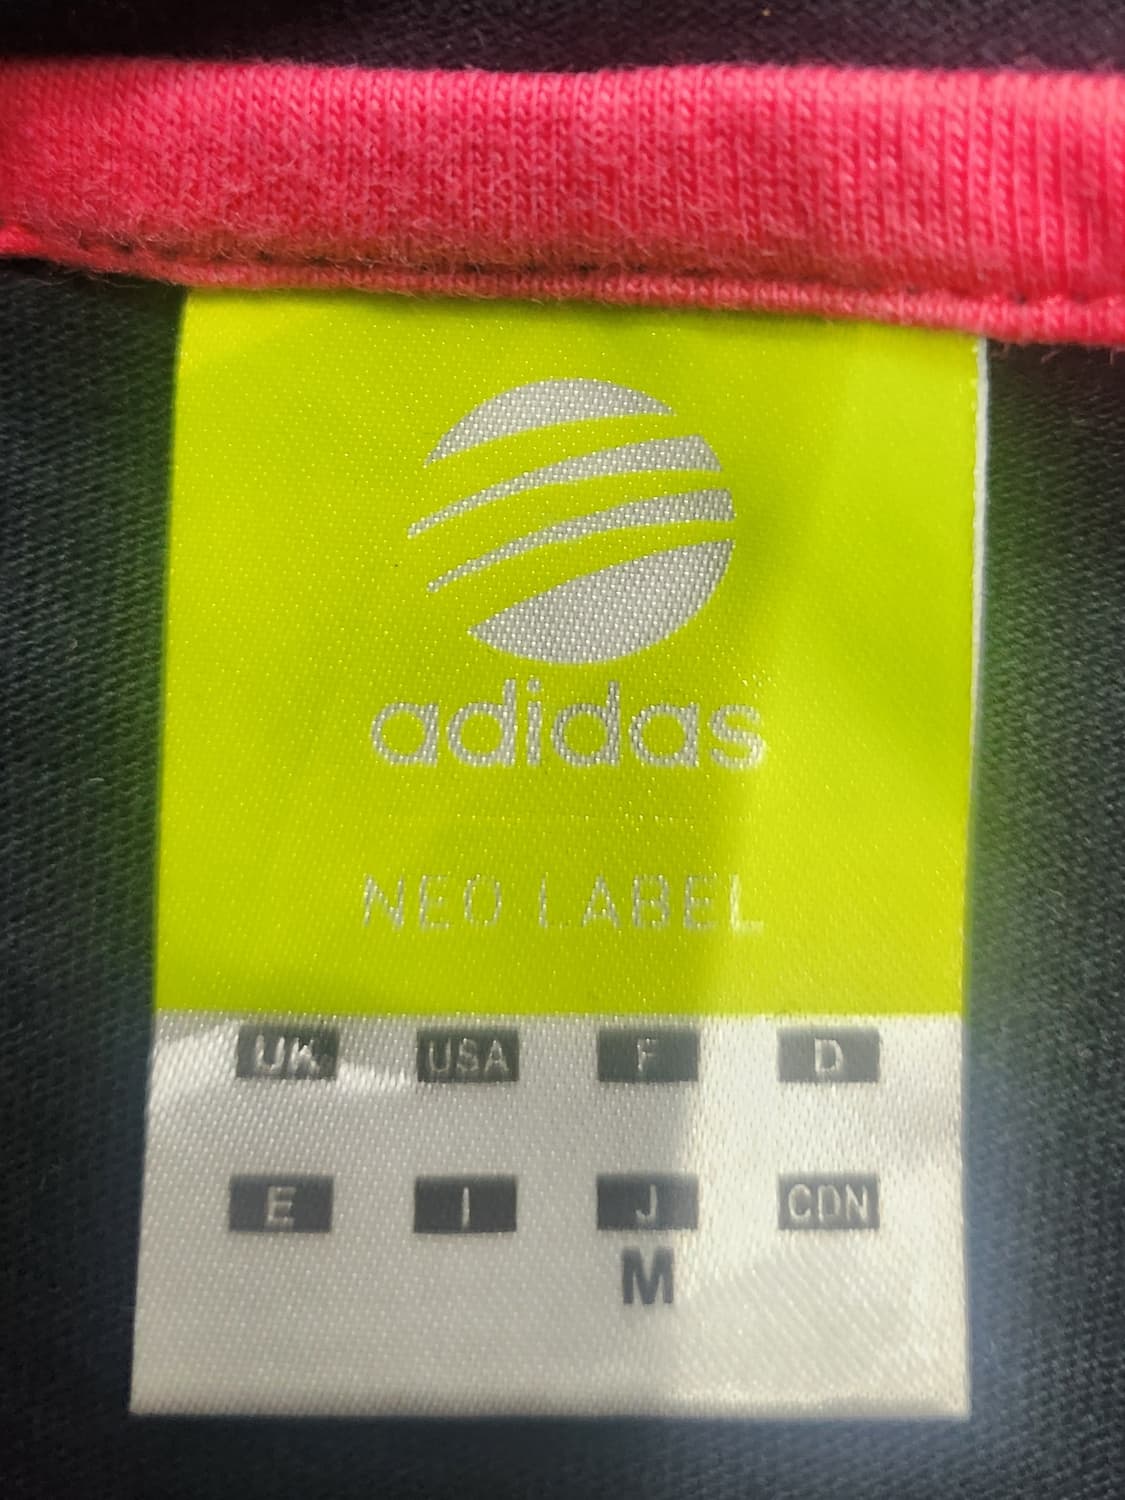 adidas
NEO LABEL
UK USA F D
E I J CDN
M